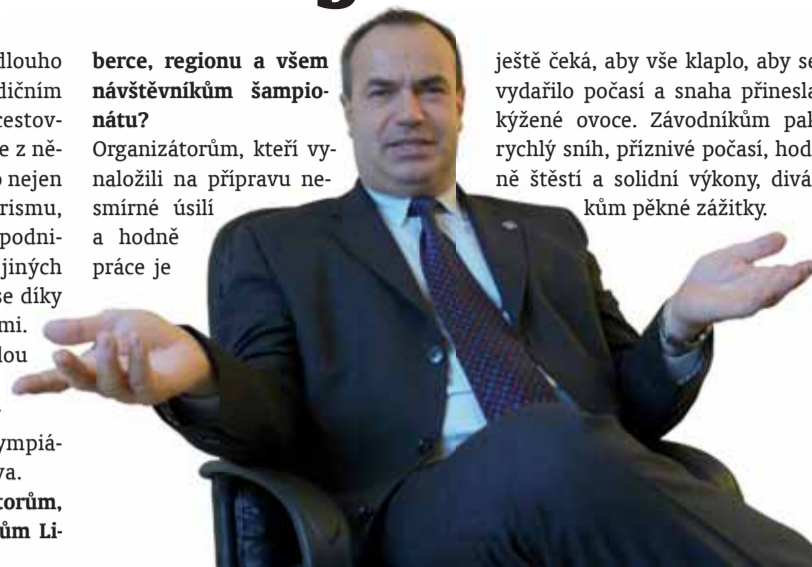 dlouho
dičním
cestov-
e z ně-
o nejen
rismu,
podni-
jiných
se díky
mi.
lou
ympiá-
va.
torům,
ům Li-
berce, regionu a všem
návštěvníkům šampio-
nátu?
Organizátorům, kteří vy-
naložili na přípravu ne-
smírné úsilí
a hodně
práce je
ještě čeká, aby vše klaplo, aby se
vydařilo počasí a snaha přinesla
kýžené ovoce. Závodníkům pak
rychlý sníh, příznivé počasí, hod-
ně štěstí a solidní výkony, divá-
kům pěkné zážitky.